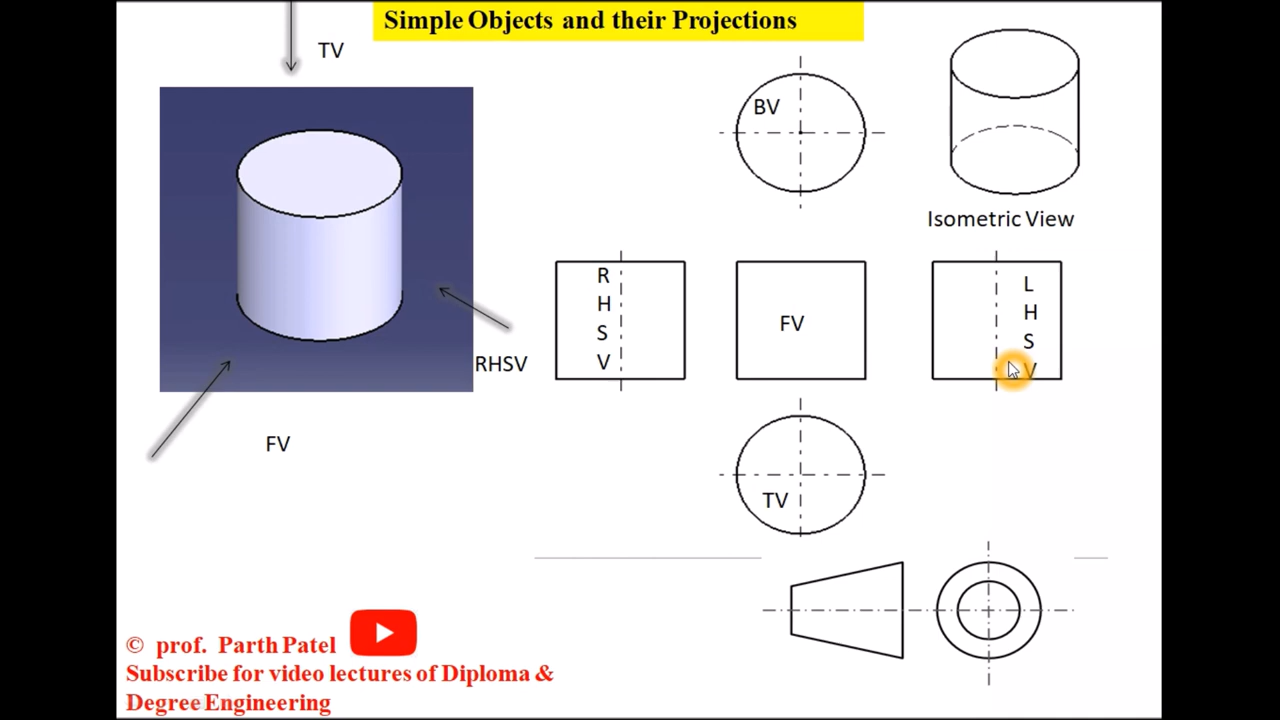 Simple Objects and their Projections
TV
BV
Isometric View
R
H
S
V
FV
L
H
S
V
RHSV
FV
TV
© prof. Parth Patel
Subscribe for video lectures of Diploma &
Degree Engineering